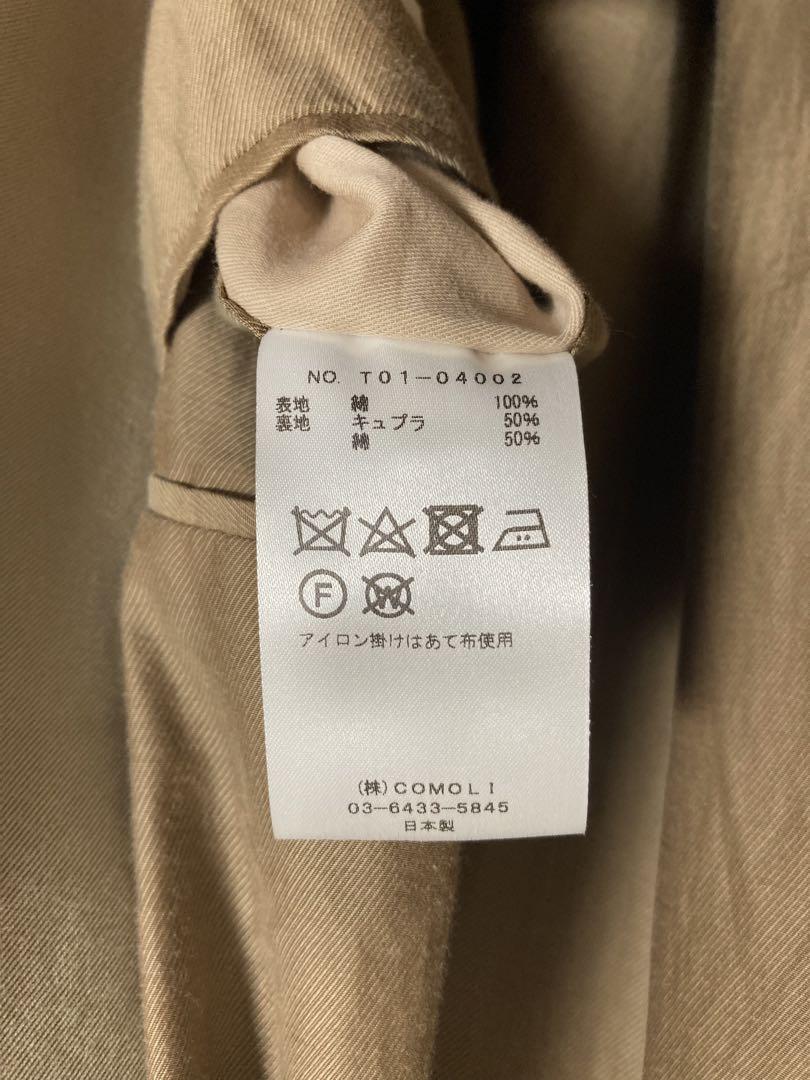 NO. T01-04002
表地 綿 100%
裏地 キュプラ 50%
綿 50%
F W
アイロン掛けはあて布使用
(株)COMOLI
03-6433-5845
日本製